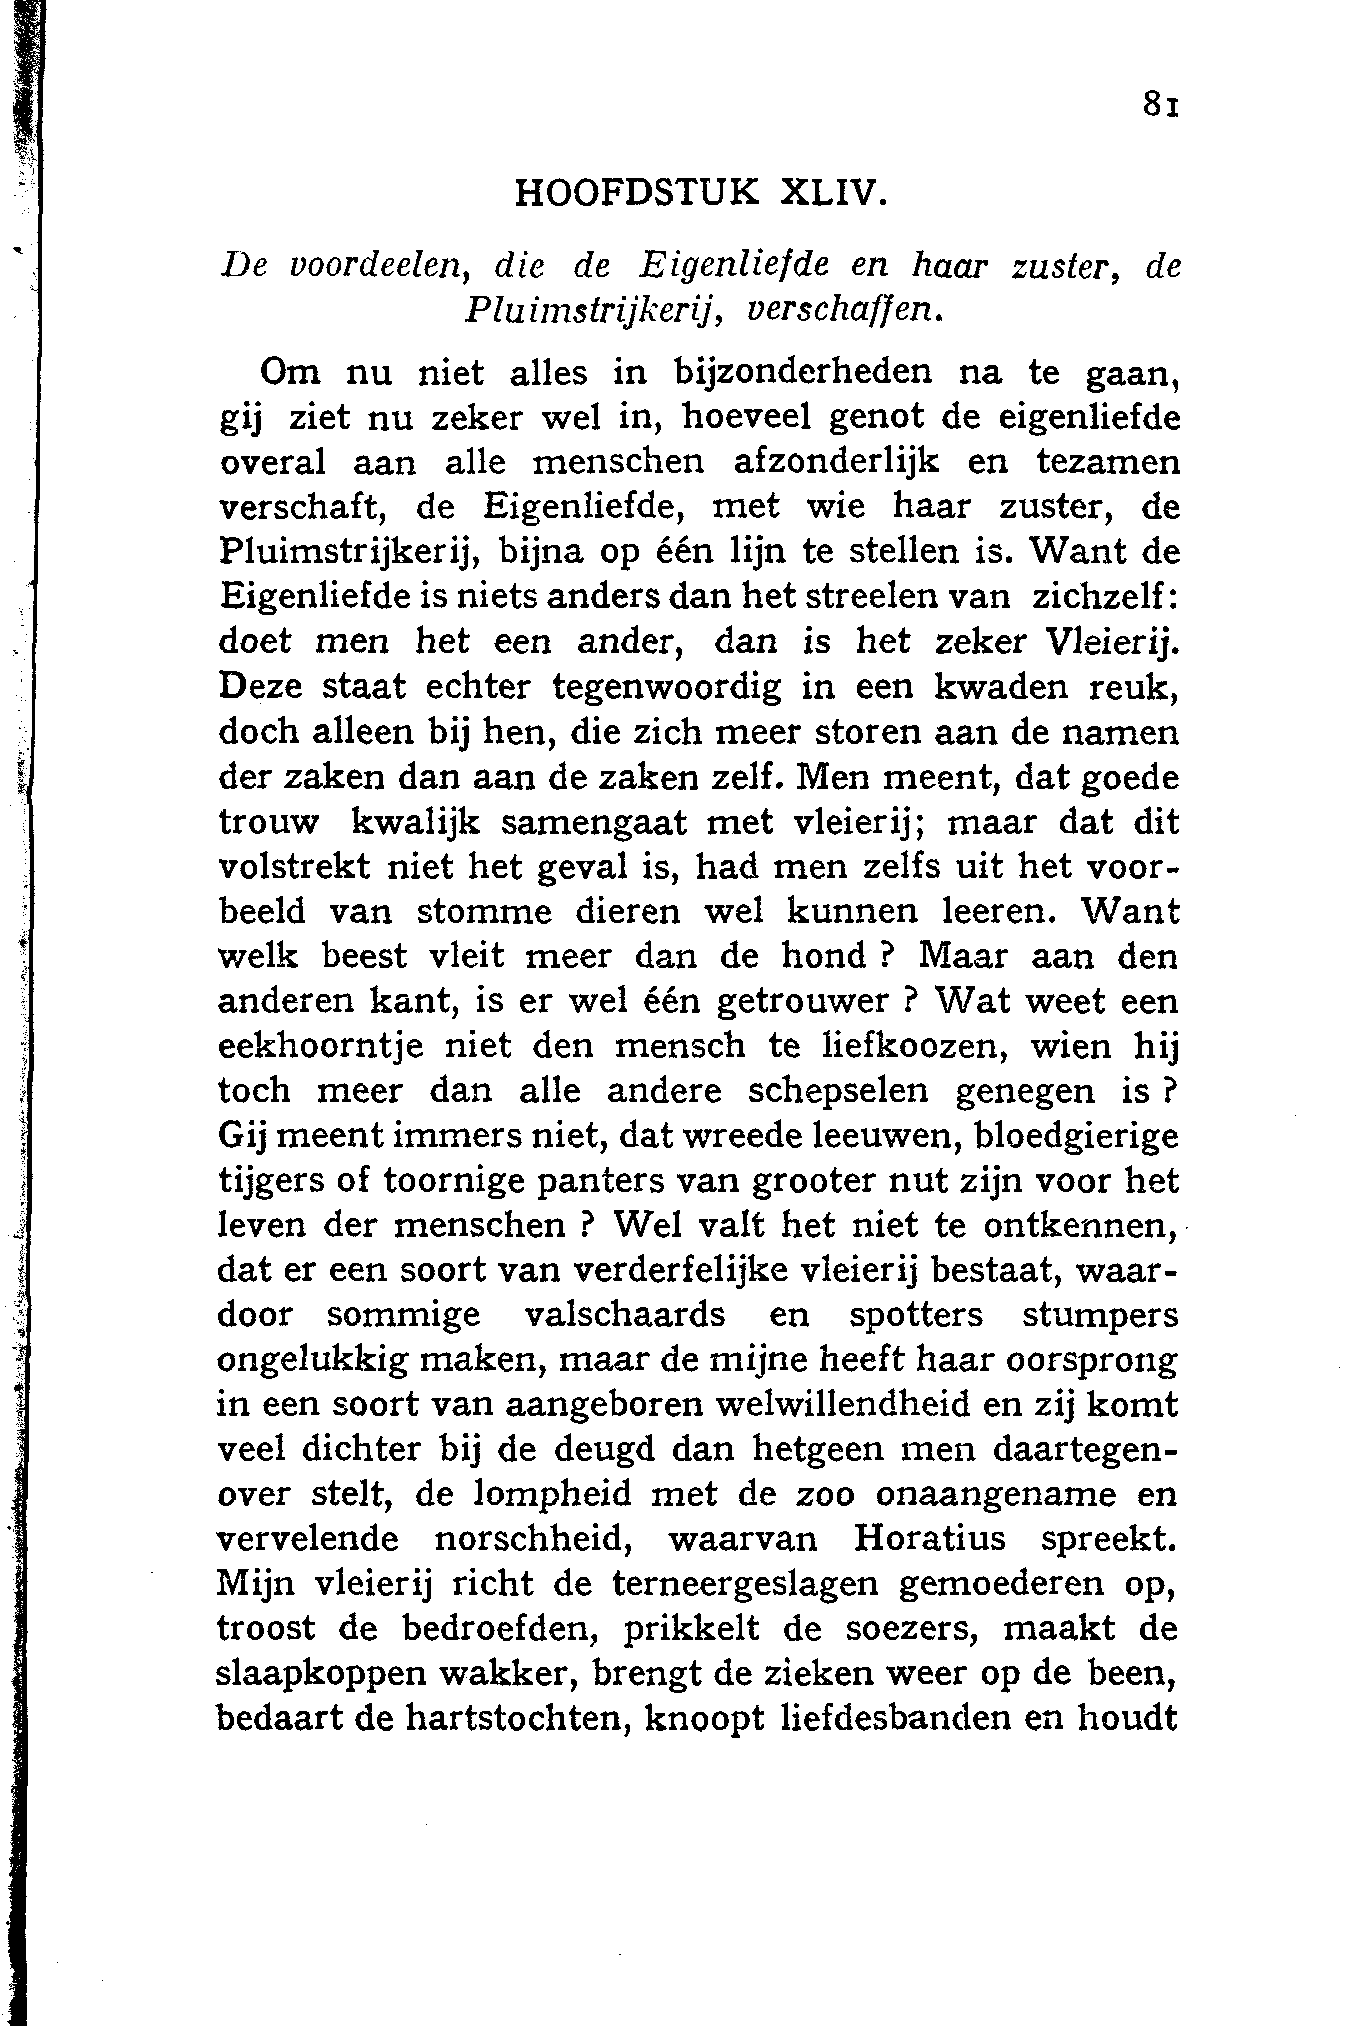 81
HOOFDSTUK XLIV.
De voordeelen, die de Eigenliefde en haar zuster, de
Pluimstrijkerij, verschaffen.
Om nu niet alles in bijzonderheden na te gaan,
gij ziet nu zeker wel in, hoeveel genot de eigenliefde
overal aan alle menschen afzonderlijk en tezamen
verschaft, de Eigenliefde, met wie haar zuster, de
Pluimstrijkerij, bijna op één lijn te stellen is. Want de
Eigenliefde is niets anders dan het streelen van zichzelf:
doet men het een ander, dan is het zeker Vleierij.
Deze staat echter tegenwoordig in een kwaden reuk,
doch alleen bij hen, die zich meer storen aan de namen
der zaken dan aan de zaken zelf. Men meent, dat goede
trouw kwalijk samengaat met vleierij; maar dat dit
volstrekt niet het geval is, had men zelfs uit het voor-
beeld van stomme dieren wel kunnen leeren. Want
welk beest vleit meer dan de hond ? Maar aan den
anderen kant, is er wel één getrouwer ? Wat weet een
eekhoorntje niet den mensch te liefkoozen, wien hij
toch meer dan alle andere schepselen genegen is ?
Gij meent immers niet, dat wreede leeuwen, bloedgierige
tijgers of toornige panters van grooter nut zijn voor het
leven der menschen ? Wel valt het niet te ontkennen,
dat er een soort van verderfelijke vleierij bestaat, waar-
door sommige valschaards en spotters stumpers
ongelukkig maken, maar de mijne heeft haar oorsprong
in een soort van aangeboren welwillendheid en zij komt
veel dichter bij de deugd dan hetgeen men daartegen-
over stelt, de lompheid met de zoo onaangename en
vervelende norschheid, waarvan Horatius spreekt.
Mijn vleierij richt de terneergeslagen gemoederen op,
troost de bedroefden, prikkelt de soezers, maakt de
slaapkoppen wakker, brengt de zieken weer op de been,
bedaart de hartstochten, knoopt liefdesbanden en houdt